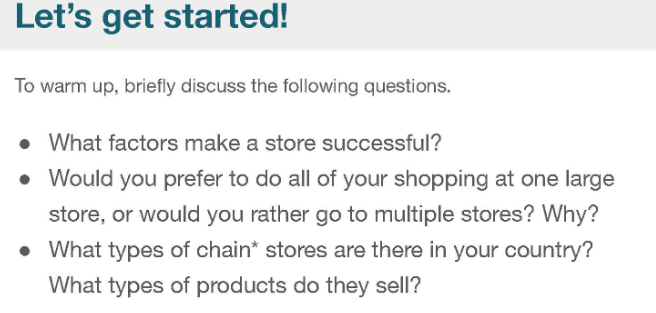 Let's get started!
To warm up, briefly discuss the following questions.
● What factors make a store successful?
● Would you prefer to do all of your shopping at one large
store, or would you rather go to multiple stores? Why?
● What types of chain* stores are there in your country?
What types of products do they sell?